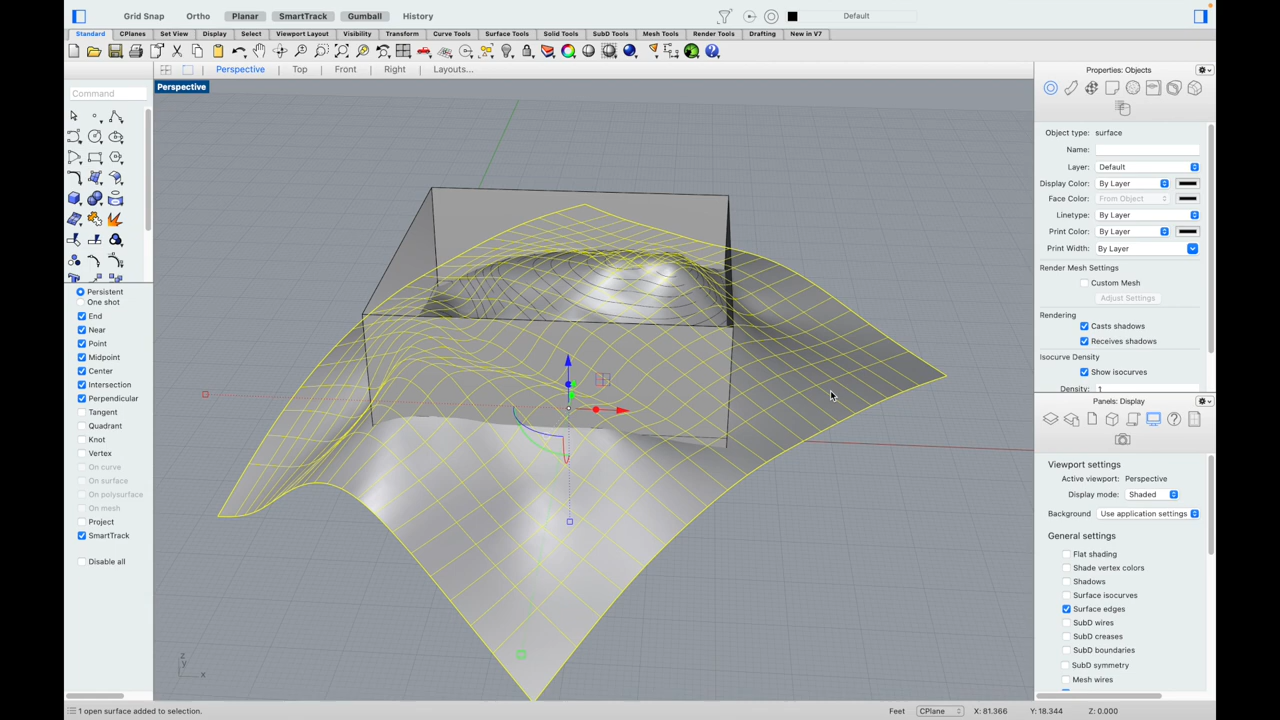 Grid Snap Ortho Planar SmartTrack Gumball History Default
Standard CPlanes Set View Display Select Viewport Layout Visibility Transform Curve Tools Surface Tools Solid Tools SubD Tools Mesh Tools Render Tools Drafting New in V7
Perspective Top Front Right Layouts...
Perspective
Command
Persistent
One shot
End
Near
Point
Midpoint
Center
Intersection
Perpendicular
Tangent
Quadrant
Knot
Vertex
On curve
On surface
On polysurface
On mesh
Project
SmartTrack
Disable all
z
y
x
Properties: Objects
Object type: surface
Name:
Layer: Default
Display Color: By Layer
Face Color: From Object
Linetype: By Layer
Print Color: By Layer
Print Width: By Layer
Render Mesh Settings
Custom Mesh
Adjust Settings
Rendering
Casts shadows
Receives shadows
Isocurve Density
Show isocurves
Density: 1
Panels: Display
Viewport settings
Active viewport: Perspective
Display mode: Shaded
Background: Use application settings
General settings
Flat shading
Shade vertex colors
Shadows
Surface isocurves
Surface edges
SubD wires
SubD creases
SubD boundaries
SubD symmetry
Mesh wires
1 open surface added to selection. Feet CPlane X: 81.366 Y: 18.344 Z: 0.000